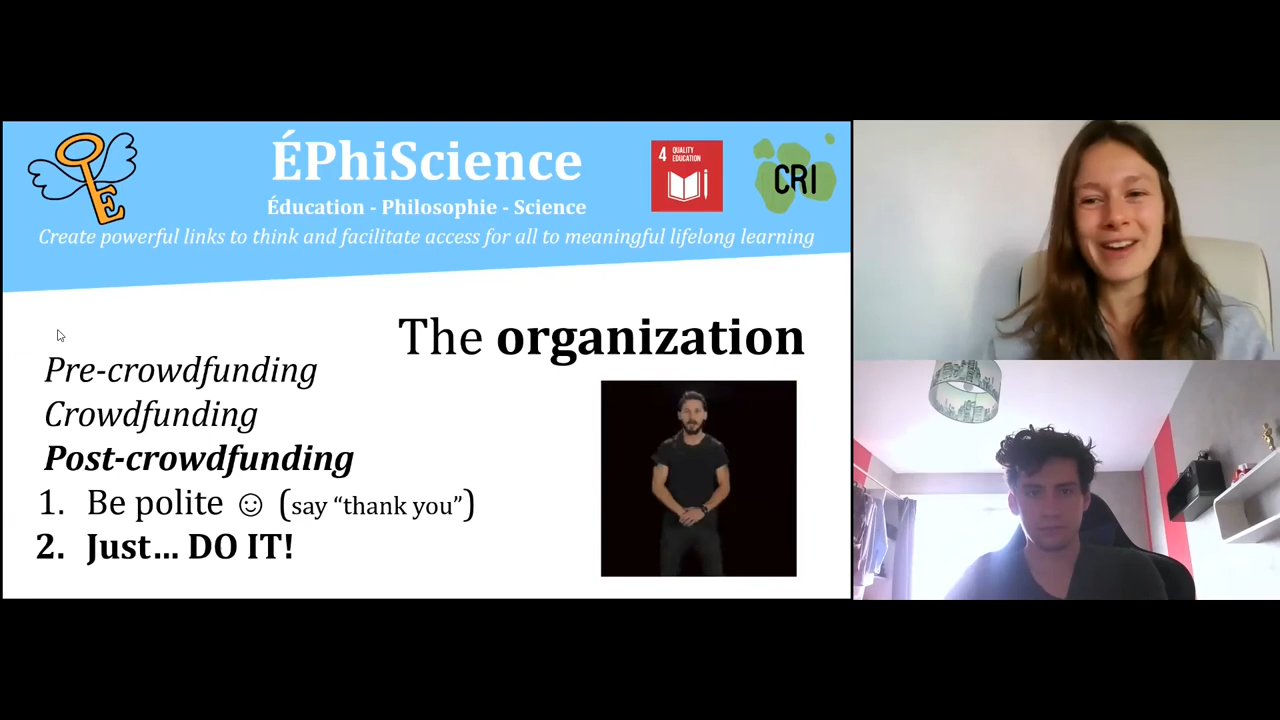 ÉPhiScience
Éducation - Philosophie - Science
Create powerful links to think and facilitate access for all to meaningful lifelong learning
E
4 QUALITY
EDUCATION
CRI
The organization
Pre-crowdfunding
Crowdfunding
Post-crowdfunding
1. Be polite ☺ (say “thank you”)
2. Just... DO IT!